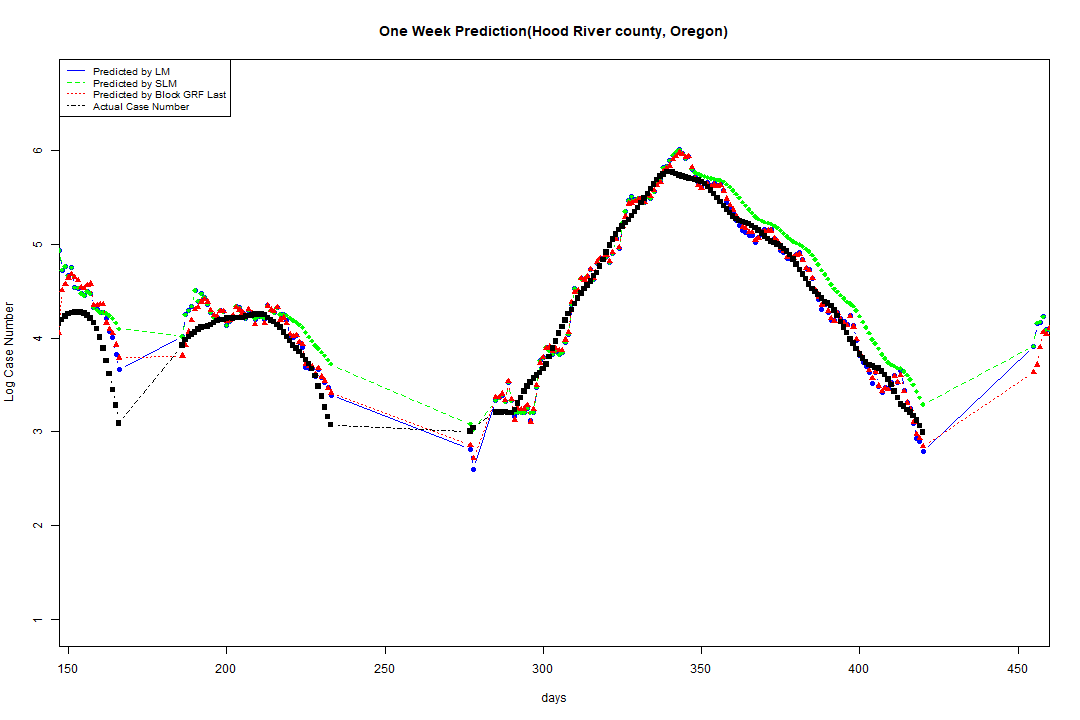 One Week Prediction(Hood River county, Oregon)
Predicted by LM
Predicted by SLM
Predicted by Block GRF Last
Actual Case Number
Log Case Number
6
5
4
3
2
1
150 200 250 300 350 400 450
days